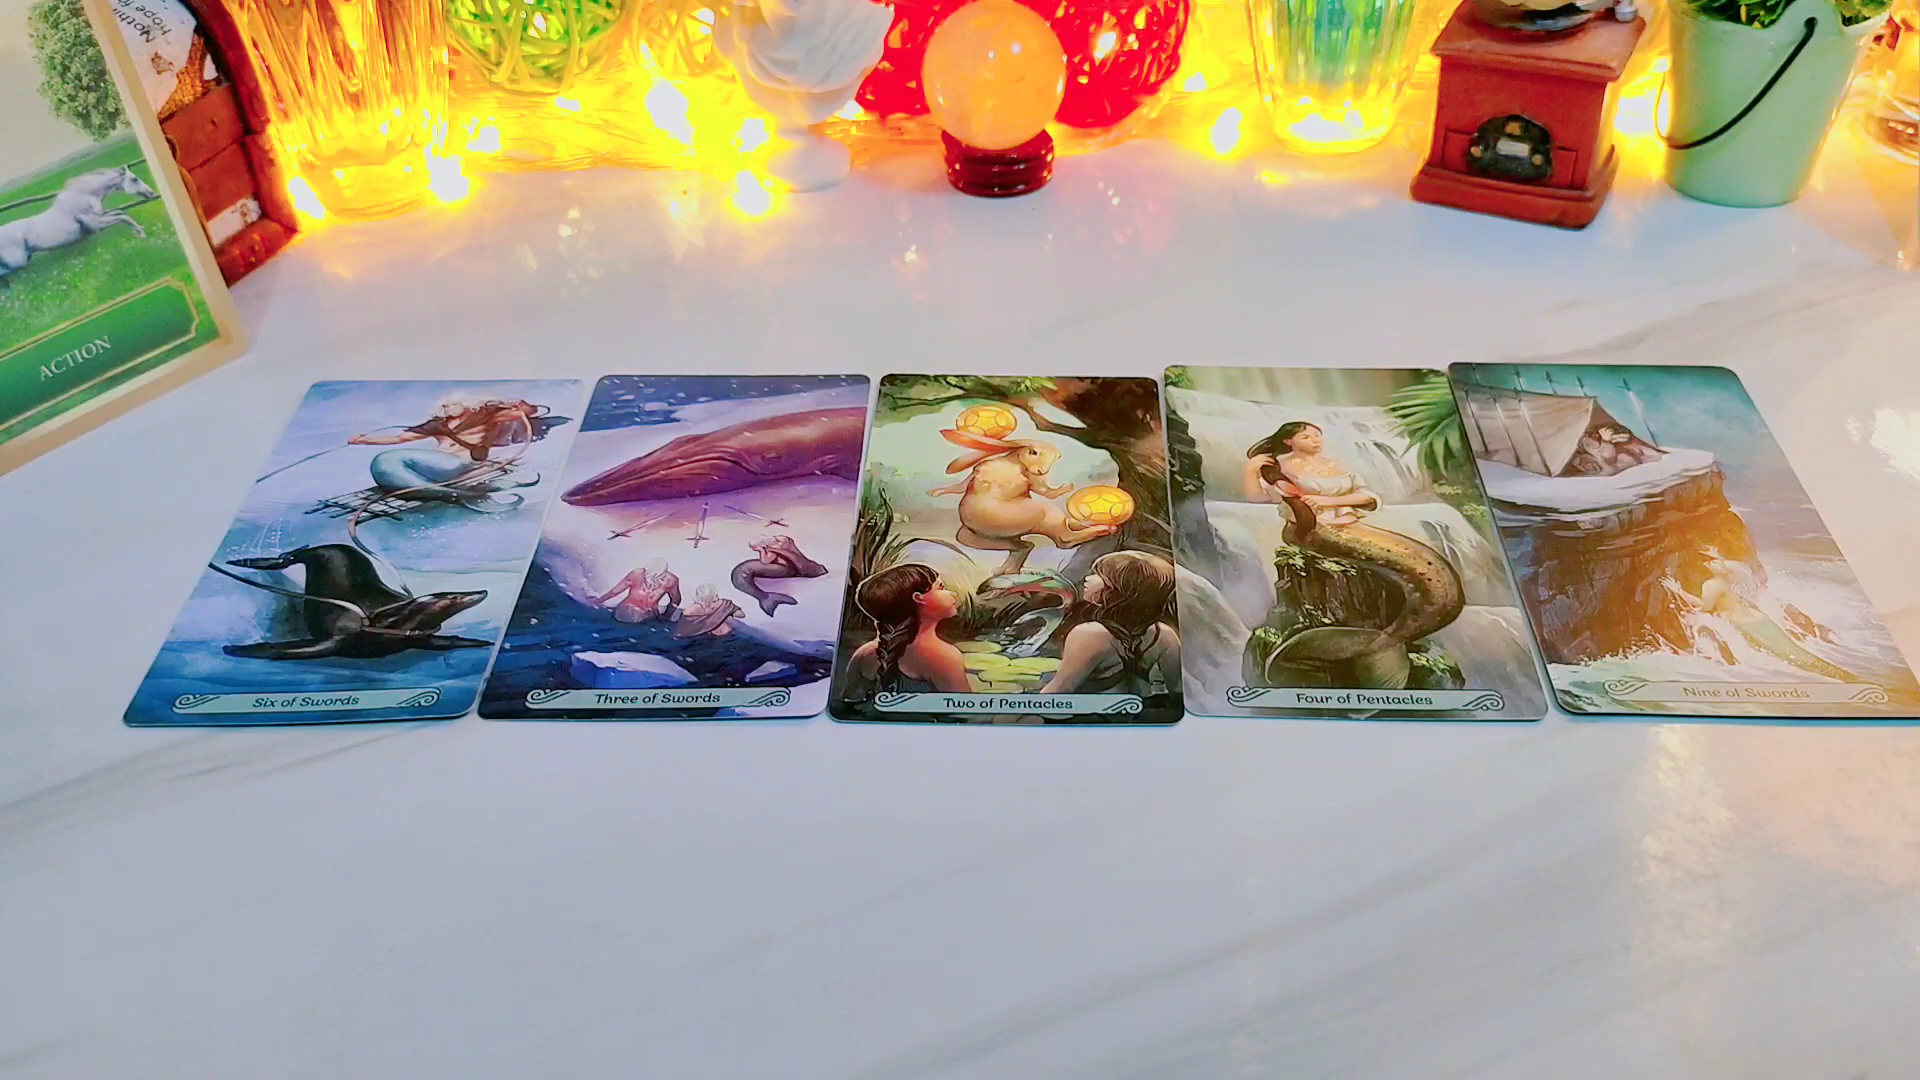 ACTION
Six of Swords
Three of Swords
Two of Pentacles
Four of Pentacles
Nine of Swords